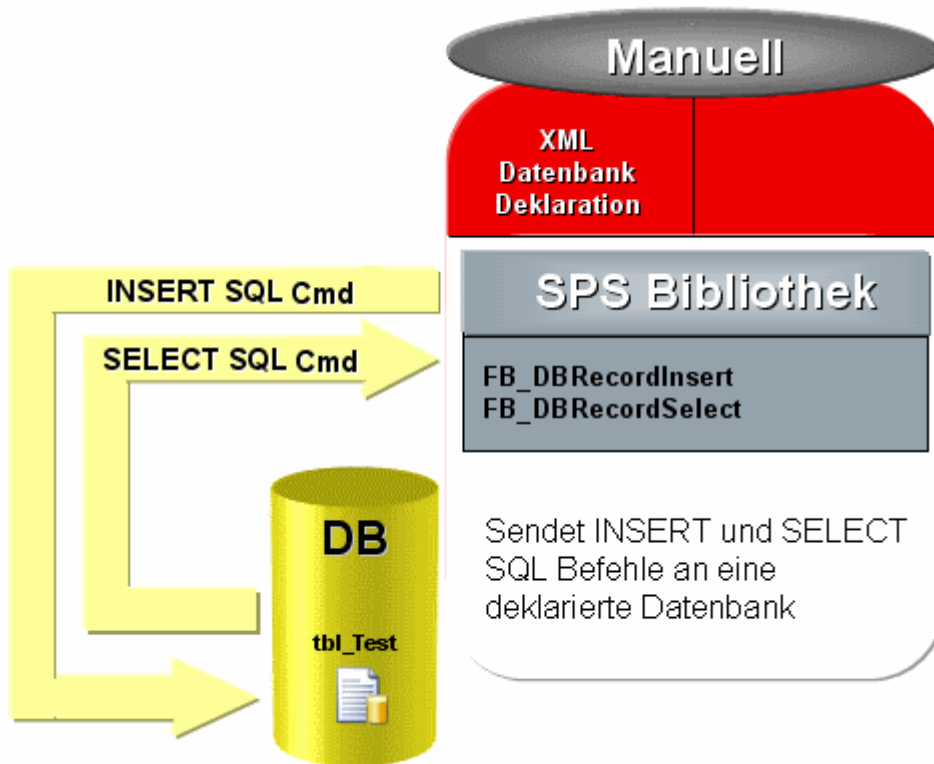 Manuell
XML
Datenbank
Deklaration
INSERT SQL Cmd
SELECT SQL Cmd
SPS Bibliothek
FB_DBRecordInsert
FB_DBRecordSelect
DB
tbl_Test
Sendet INSERT und SELECT
SQL Befehle an eine
deklarierte Datenbank